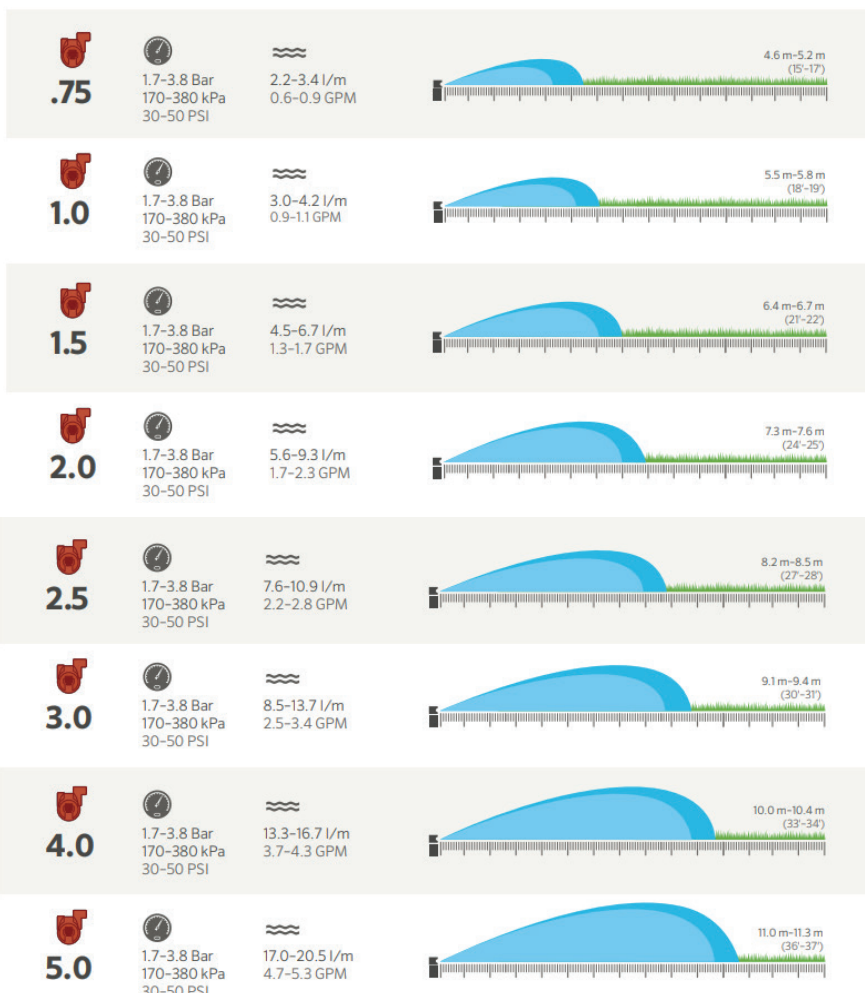 .75
1.7–3.8 Bar
170–380 kPa
30–50 PSI
2.2–3.4 l/m
0.6–0.9 GPM
4.6 m–5.2 m
(15'–17')
1.0
1.7–3.8 Bar
170–380 kPa
30–50 PSI
3.0–4.2 l/m
0.9–1.1 GPM
5.5 m–5.8 m
(18'–19')
1.5
1.7–3.8 Bar
170–380 kPa
30–50 PSI
4.5–6.7 l/m
1.3–1.7 GPM
6.4 m–6.7 m
(21'–22')
2.0
1.7–3.8 Bar
170–380 kPa
30–50 PSI
5.6–9.3 l/m
1.7–2.3 GPM
7.3 m–7.6 m
(24'–25')
2.5
1.7–3.8 Bar
170–380 kPa
30–50 PSI
7.6–10.9 l/m
2.2–2.8 GPM
8.2 m–8.5 m
(27'–28')
3.0
1.7–3.8 Bar
170–380 kPa
30–50 PSI
8.5–13.7 l/m
2.5–3.4 GPM
9.1 m–9.4 m
(30'–31')
4.0
1.7–3.8 Bar
170–380 kPa
30–50 PSI
13.3–16.7 l/m
3.7–4.3 GPM
10.0 m–10.4 m
(33'–34')
5.0
1.7–3.8 Bar
170–380 kPa
30–50 PSI
17.0–20.5 l/m
4.7–5.3 GPM
11.0 m–11.3 m
(36'–37')